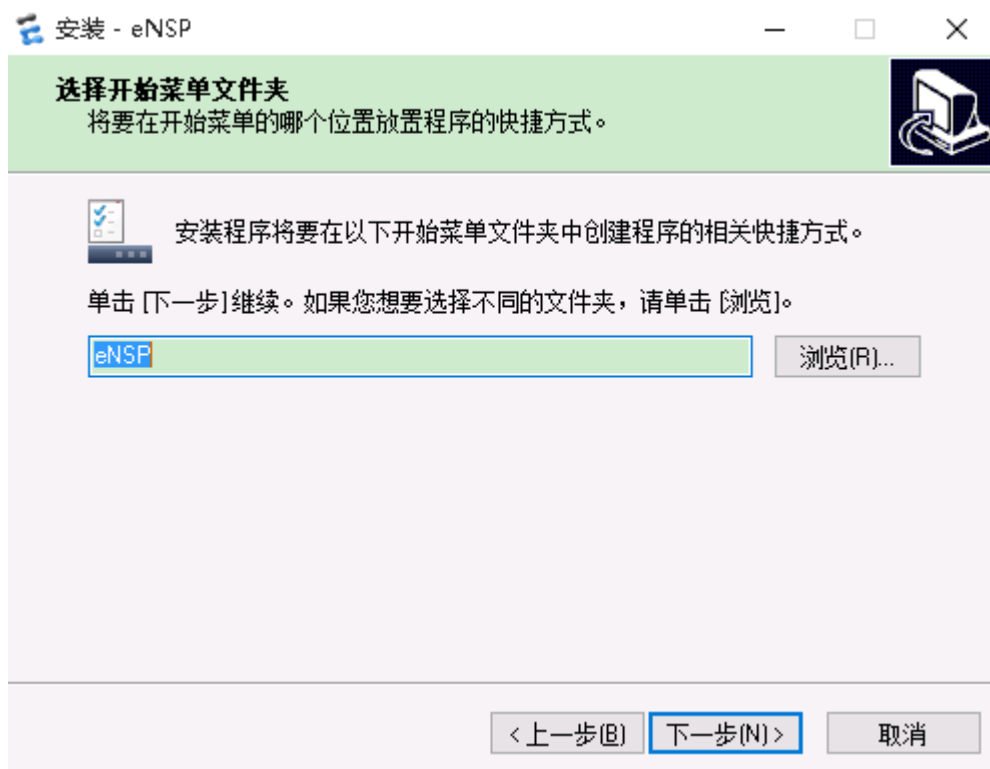 安装 - eNSP
选择开始菜单文件夹
将要在开始菜单的哪个位置放置程序的快捷方式。
安装程序将要在以下开始菜单文件夹中创建程序的相关快捷方式。
单击 [下一步]继续。如果您想要选择不同的文件夹，请单击 [浏览]。
eNSP
浏览(R)...
<上一步(B)
下一步(N)>
取消